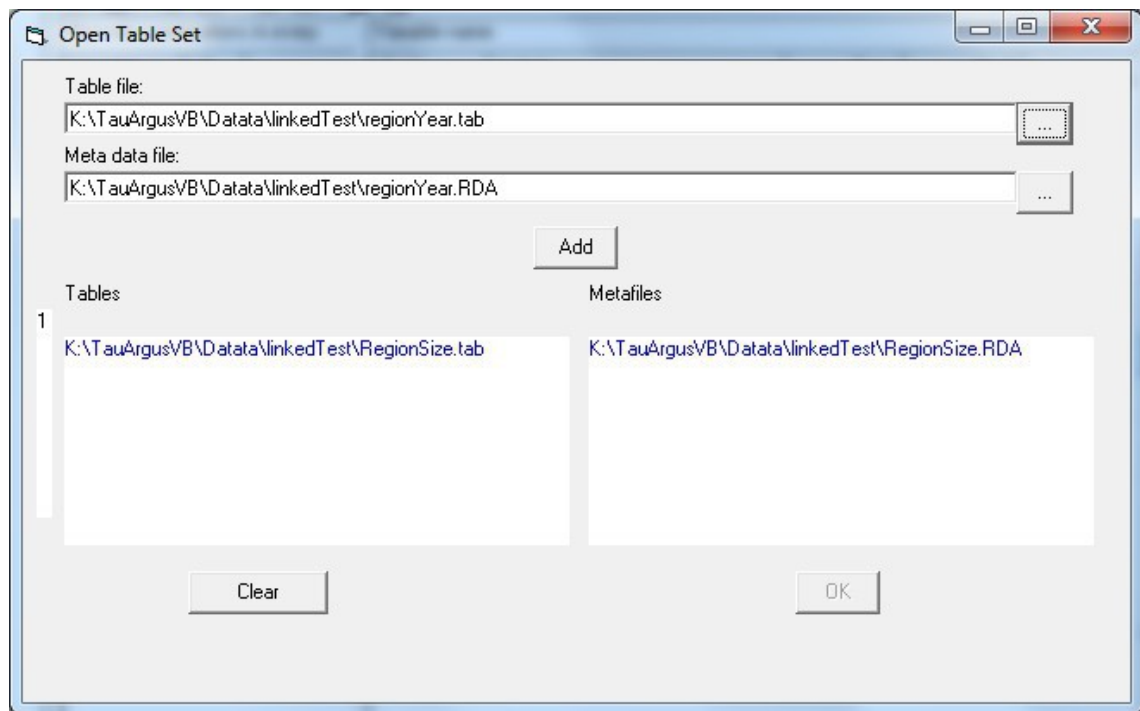 Open Table Set
Table file:
K:\TauArgusVB\Datata\linkedTest\regionYear.tab
...
Meta data file:
K:\TauArgusVB\Datata\linkedTest\regionYear.RDA
...
Add
Tables
Metafiles
1
K:\TauArgusVB\Datata\linkedTest\RegionSize.tab
K:\TauArgusVB\Datata\linkedTest\RegionSize.RDA
Clear
OK